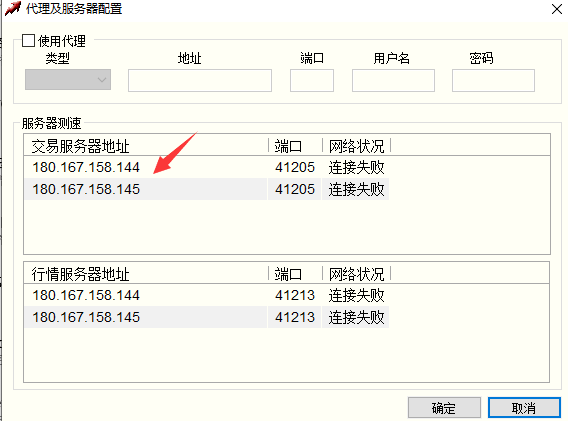 代理及服务器配置
使用代理
类型 地址 端口 用户名 密码
服务器测速
交易服务器地址 端口 网络状况
180.167.158.144 41205 连接失败
180.167.158.145 41205 连接失败
行情服务器地址 端口 网络状况
180.167.158.144 41213 连接失败
180.167.158.145 41213 连接失败
确定 取消